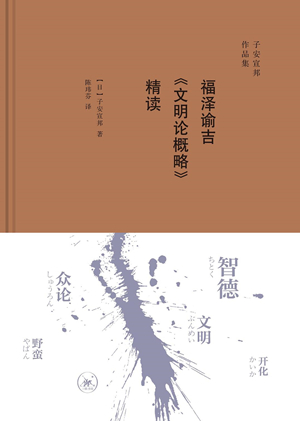 子安宣邦
作品集
福泽谕吉
《文明论概略》
精读
［日］子安宣邦 著
陈玮芬 译
智德
ちとく
文明
ぶんめい
开化
かいか
众论
しゅうろん
野蛮
やばん